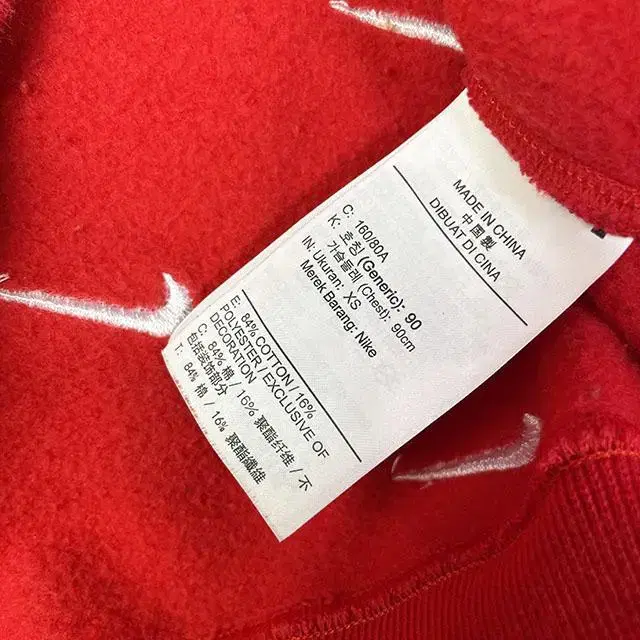 MADE IN CHINA
中國製
DIBUAT DI CINA
C: 160/80A
K: 호칭 (Generic): 90
가슴둘레 (Chest): 90cm
IN: Ukuran: XS
Merek Barang: Nike
E: 84% COTTON / 16%
POLYESTER / EXCLUSIVE OF
DECORATION
C: 84% 棉 / 16% 聚酯纤维 / 不
包括装饰部分
T: 84% 棉 / 16% 聚酯纖維